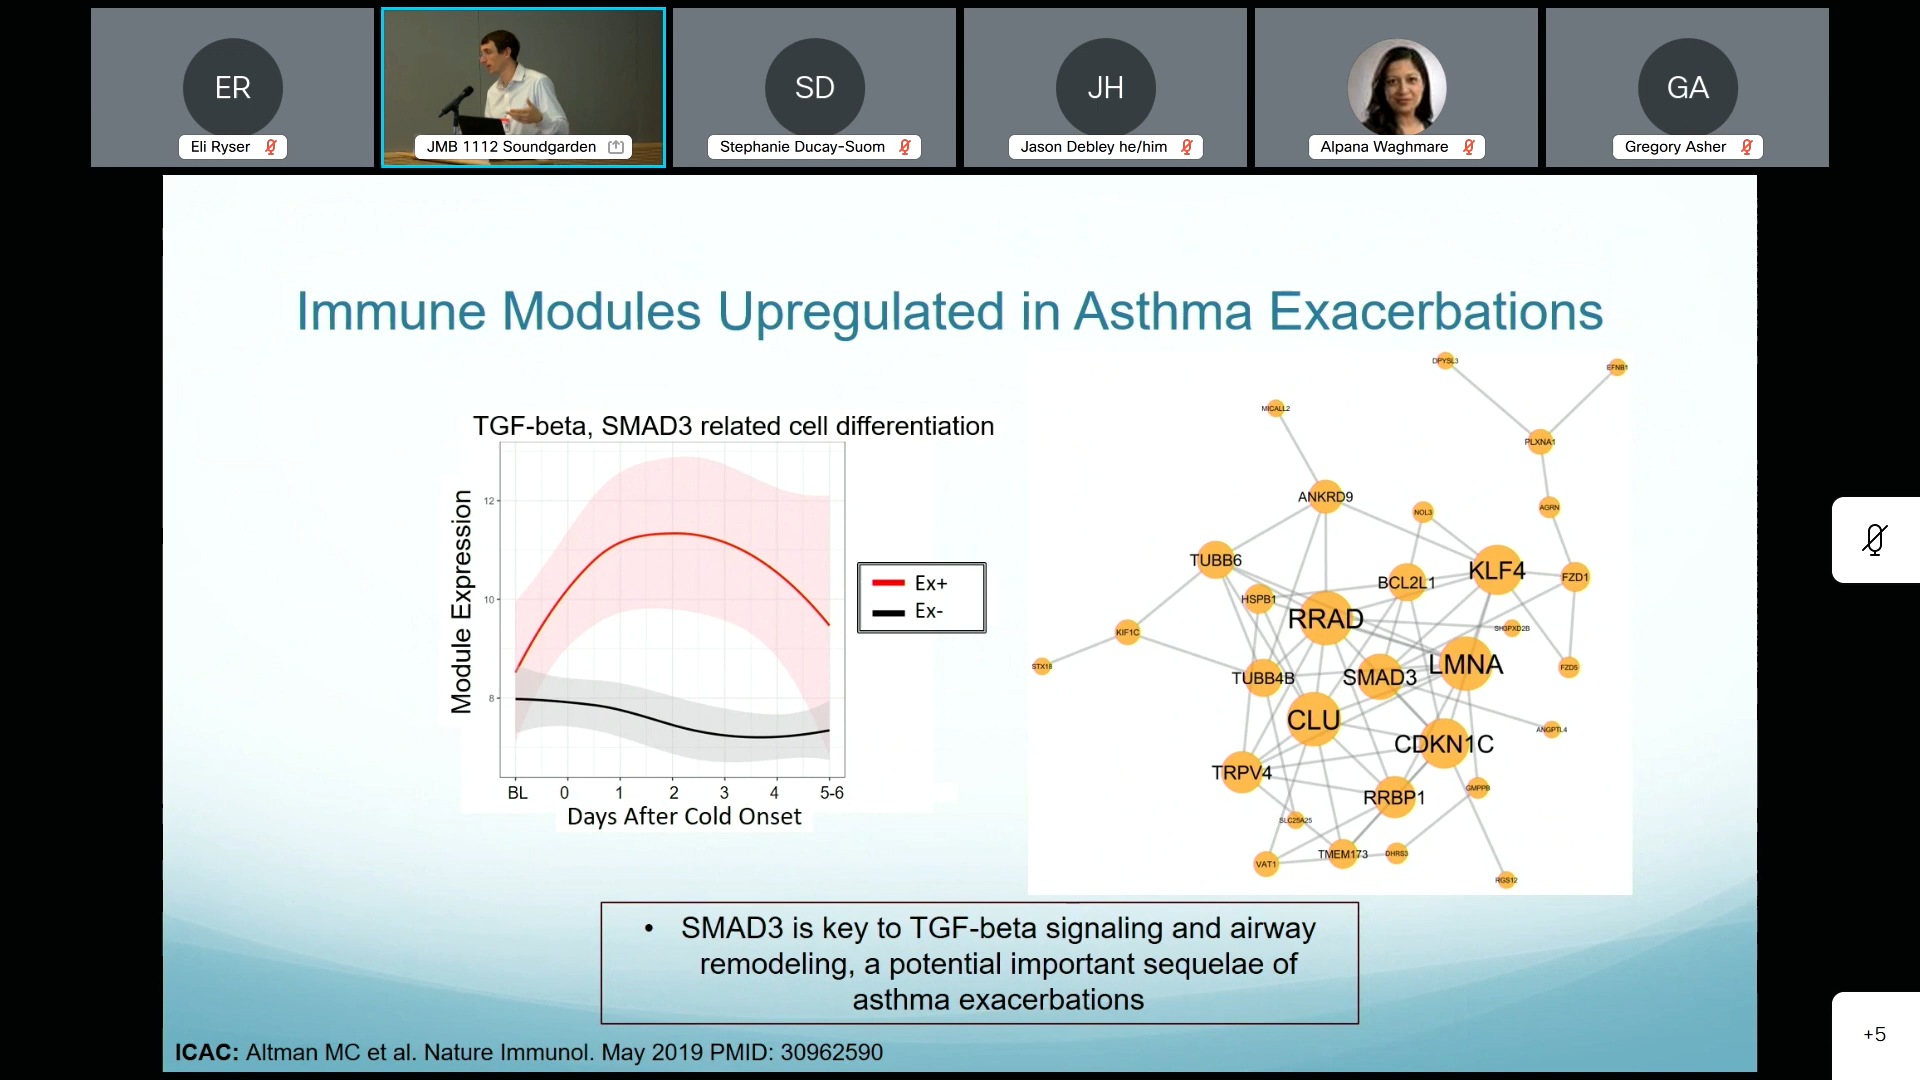 ER
Eli Ryser
JMB 1112 Soundgarden
SD
Stephanie Ducay-Suom
JH
Jason Debley he/him
Alpana Waghmare
GA
Gregory Asher
Immune Modules Upregulated in Asthma Exacerbations
TGF-beta, SMAD3 related cell differentiation
Module Expression
12
10
8
BL 0 1 2 3 4 5-6
Days After Cold Onset
Ex+
Ex-
DPYSL3
EFNB1
MICALL2
PLXNA1
ANKRD9
NOL3
AGRN
TUBB6
BCL2L1
KLF4
FZD1
HSPB1
RRAD
KIF1C
SH3PXD2B
STX18
TUBB4B
SMAD3
LMNA
CLU
ANGPTL4
CDKN1C
TRPV4
RRBP1
GMPPB
SLC25A25
VAT1
TMEM173
DHRS3
RGS12
• SMAD3 is key to TGF-beta signaling and airway
remodeling, a potential important sequelae of
asthma exacerbations
ICAC: Altman MC et al. Nature Immunol. May 2019 PMID: 30962590
+5